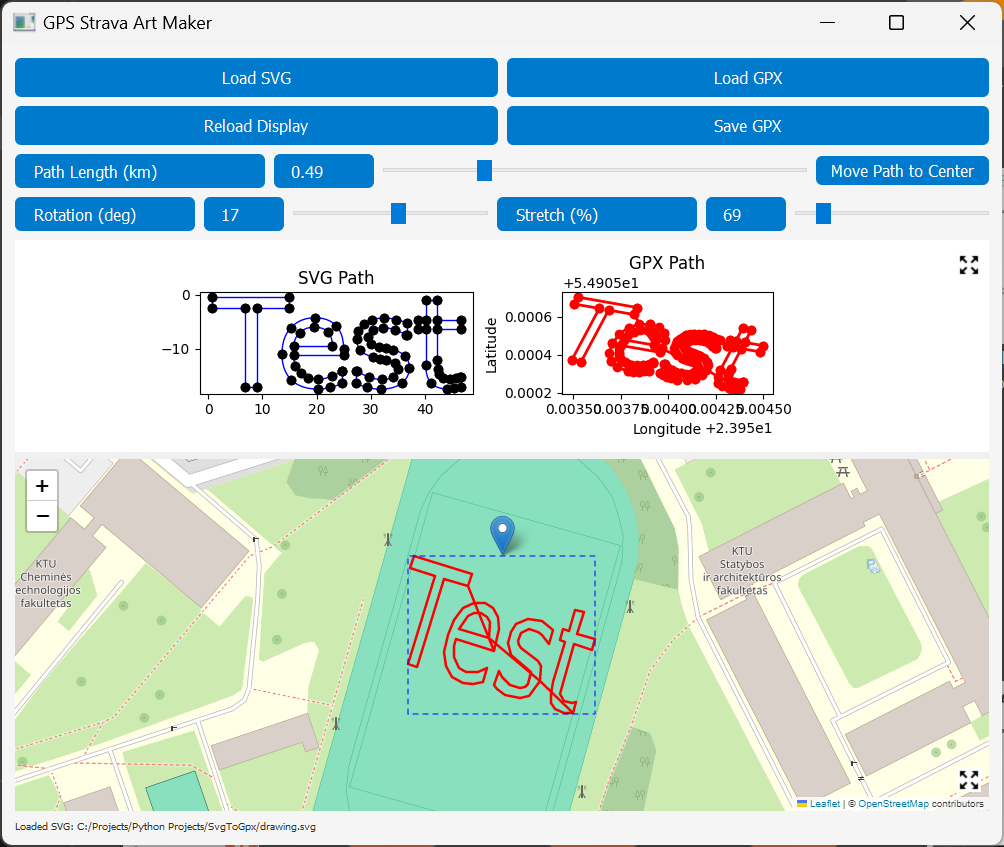 GPS Strava Art Maker
Load SVG
Load GPX
Reload Display
Save GPX
Path Length (km)
0.49
Move Path to Center
Rotation (deg)
17
Stretch (%)
69
SVG Path
0
−10
0 10 20 30 40
GPX Path
+5.4905e1
Latitude
0.0006
0.0004
0.0002
0.00350 0.00375 0.00400 0.00425 0.00450
Longitude +2.395e1
+
−
KTU
Cheminės
echnologijos
fakultetas
KTU
Statybos
ir architektūros
fakultetas
Test
Leaflet | © OpenStreetMap contributors
Loaded SVG: C:/Projects/Python Projects/SvgToGpx/drawing.svg